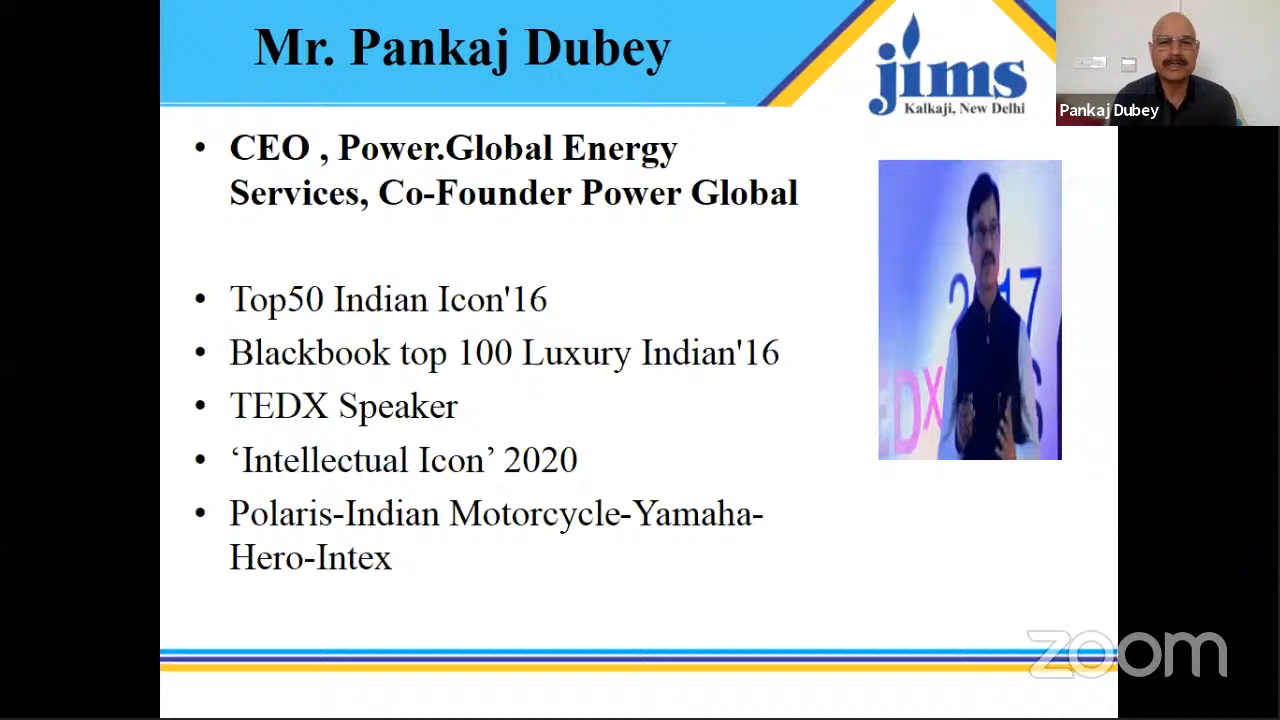 Mr. Pankaj Dubey
jims
Kalkaji, New Delhi
Pankaj Dubey
• CEO , Power.Global Energy
Services, Co-Founder Power Global
• Top50 Indian Icon'16
• Blackbook top 100 Luxury Indian'16
• TEDX Speaker
• ‘Intellectual Icon’ 2020
• Polaris-Indian Motorcycle-Yamaha-
Hero-Intex
zoom